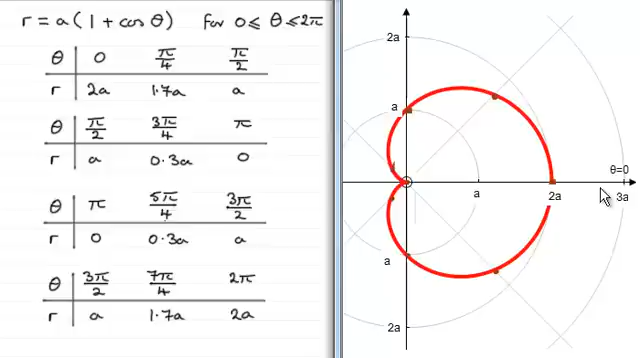 r = a (1 + cos θ) for 0 ≤ θ ≤ 2π
θ 0 π/4 π/2
r 2a 1.7a a
θ π/2 3π/4 π
r a 0.3a 0
θ π 5π/4 3π/2
r 0 0.3a a
θ 3π/2 7π/4 2π
r a 1.7a 2a
2a
a
θ=0
a 2a 3a
a
2a